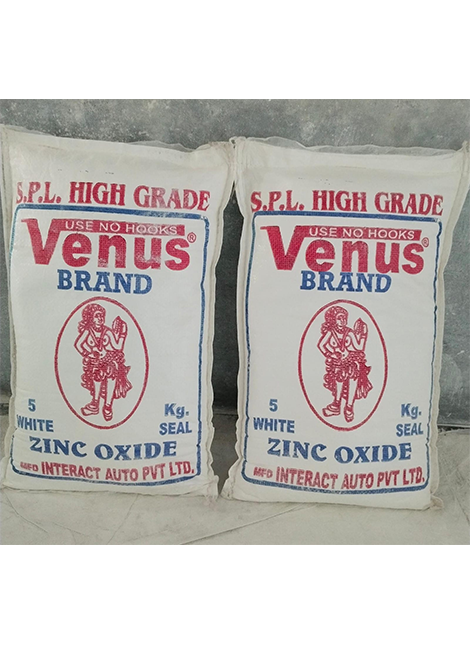 S.P.L. HIGH GRADE
USE NO HOOKS
Venus®
BRAND
5 Kg.
WHITE SEAL
ZINC OXIDE
MFD INTERACT AUTO PVT LTD.
S.P.L. HIGH GRADE
USE NO HOOKS
Venus®
BRAND
5 Kg.
WHITE SEAL
ZINC OXIDE
MFD INTERACT AUTO PVT LTD.